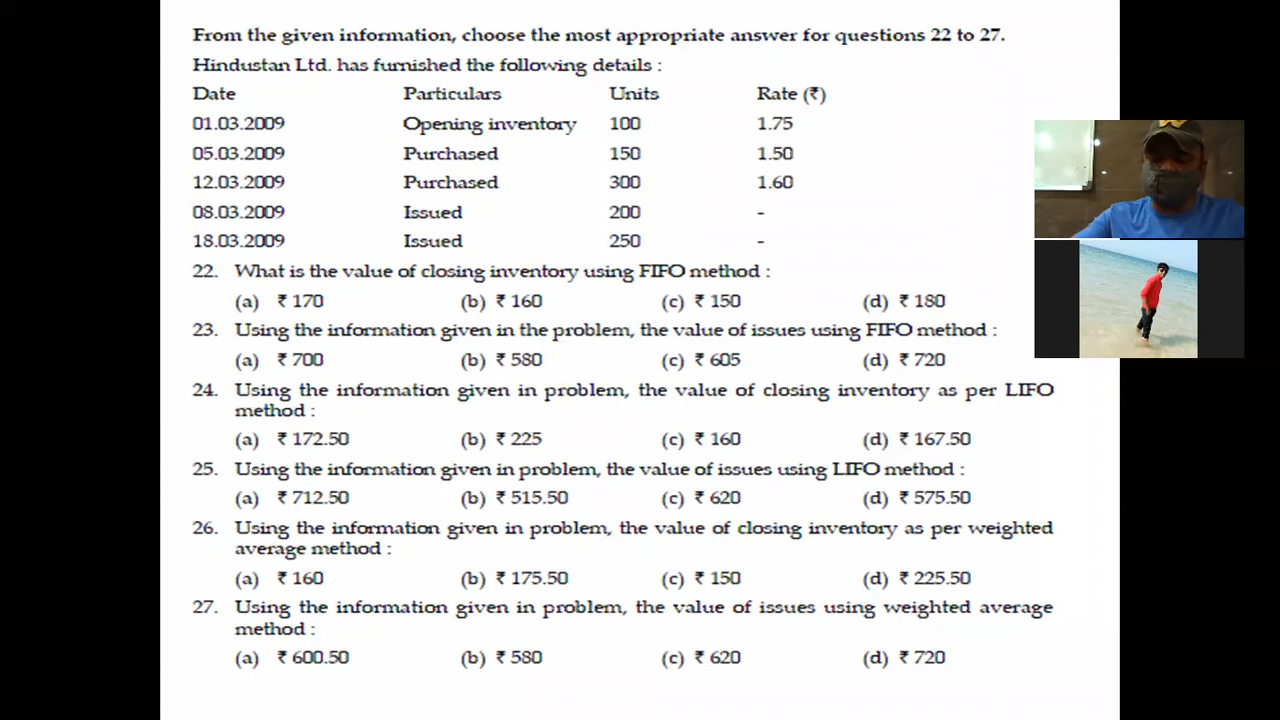 From the given information, choose the most appropriate answer for questions 22 to 27.
Hindustan Ltd. has furnished the following details :
Date Particulars Units Rate (₹)
01.03.2009 Opening inventory 100 1.75
05.03.2009 Purchased 150 1.50
12.03.2009 Purchased 300 1.60
08.03.2009 Issued 200 -
18.03.2009 Issued 250 -
22. What is the value of closing inventory using FIFO method :
(a) ₹ 170 (b) ₹ 160 (c) ₹ 150 (d) ₹ 180
23. Using the information given in the problem, the value of issues using FIFO method :
(a) ₹ 700 (b) ₹ 580 (c) ₹ 605 (d) ₹ 720
24. Using the information given in problem, the value of closing inventory as per LIFO
method :
(a) ₹ 172.50 (b) ₹ 225 (c) ₹ 160 (d) ₹ 167.50
25. Using the information given in problem, the value of issues using LIFO method :
(a) ₹ 712.50 (b) ₹ 515.50 (c) ₹ 620 (d) ₹ 575.50
26. Using the information given in problem, the value of closing inventory as per weighted
average method :
(a) ₹ 160 (b) ₹ 175.50 (c) ₹ 150 (d) ₹ 225.50
27. Using the information given in problem, the value of issues using weighted average
method :
(a) ₹ 600.50 (b) ₹ 580 (c) ₹ 620 (d) ₹ 720